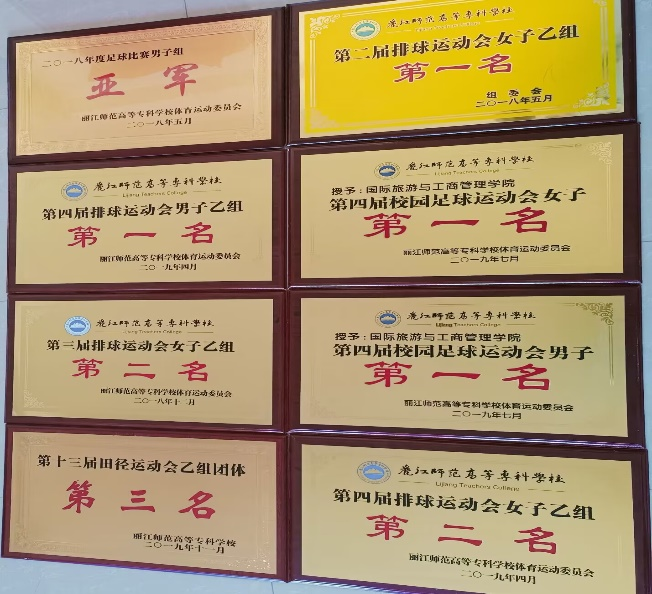 二〇一八年度足球比赛男子组
亚军
丽江师范高等专科学校体育运动委员会
二〇一八年五月
丽江师范高等专科学校
第二届排球运动会女子乙组
第一名
组委会
二〇一八年五月
丽江师范高等专科学校
Lijiang Teachers College
第四届排球运动会男子乙组
第一名
丽江师范高等专科学校体育运动委员会
二〇一九年四月
丽江师范高等专科学校
Lijiang Teachers College
授予:国际旅游与工商管理学院
第四届校园足球运动会女子
第一名
丽江师范高等专科学校体育运动委员会
二〇一九年七月
丽江师范高等专科学校
Lijiang Teachers College
第三届排球运动会女子乙组
第二名
丽江师范高等专科学校体育运动委员会
二〇一八年十二月
丽江师范高等专科学校
Lijiang Teachers College
授予:国际旅游与工商管理学院
第四届校园足球运动会男子
第一名
丽江师范高等专科学校体育运动委员会
二〇一九年七月
第十三届田径运动会乙组团体
第三名
丽江师范高等专科学校
二〇一九年十一月
丽江师范高等专科学校
Lijiang Teachers College
第四届排球运动会女子乙组
第二名
丽江师范高等专科学校体育运动委员会
二〇一九年四月